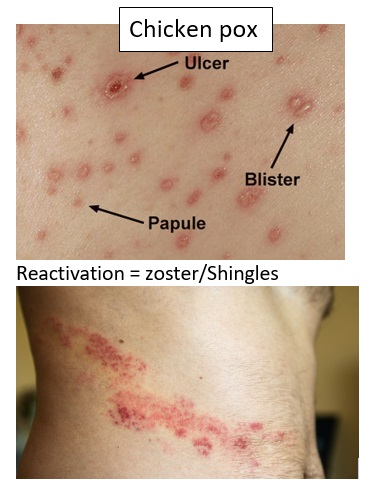 Chicken pox
Ulcer
Blister
Papule
Reactivation = zoster/Shingles